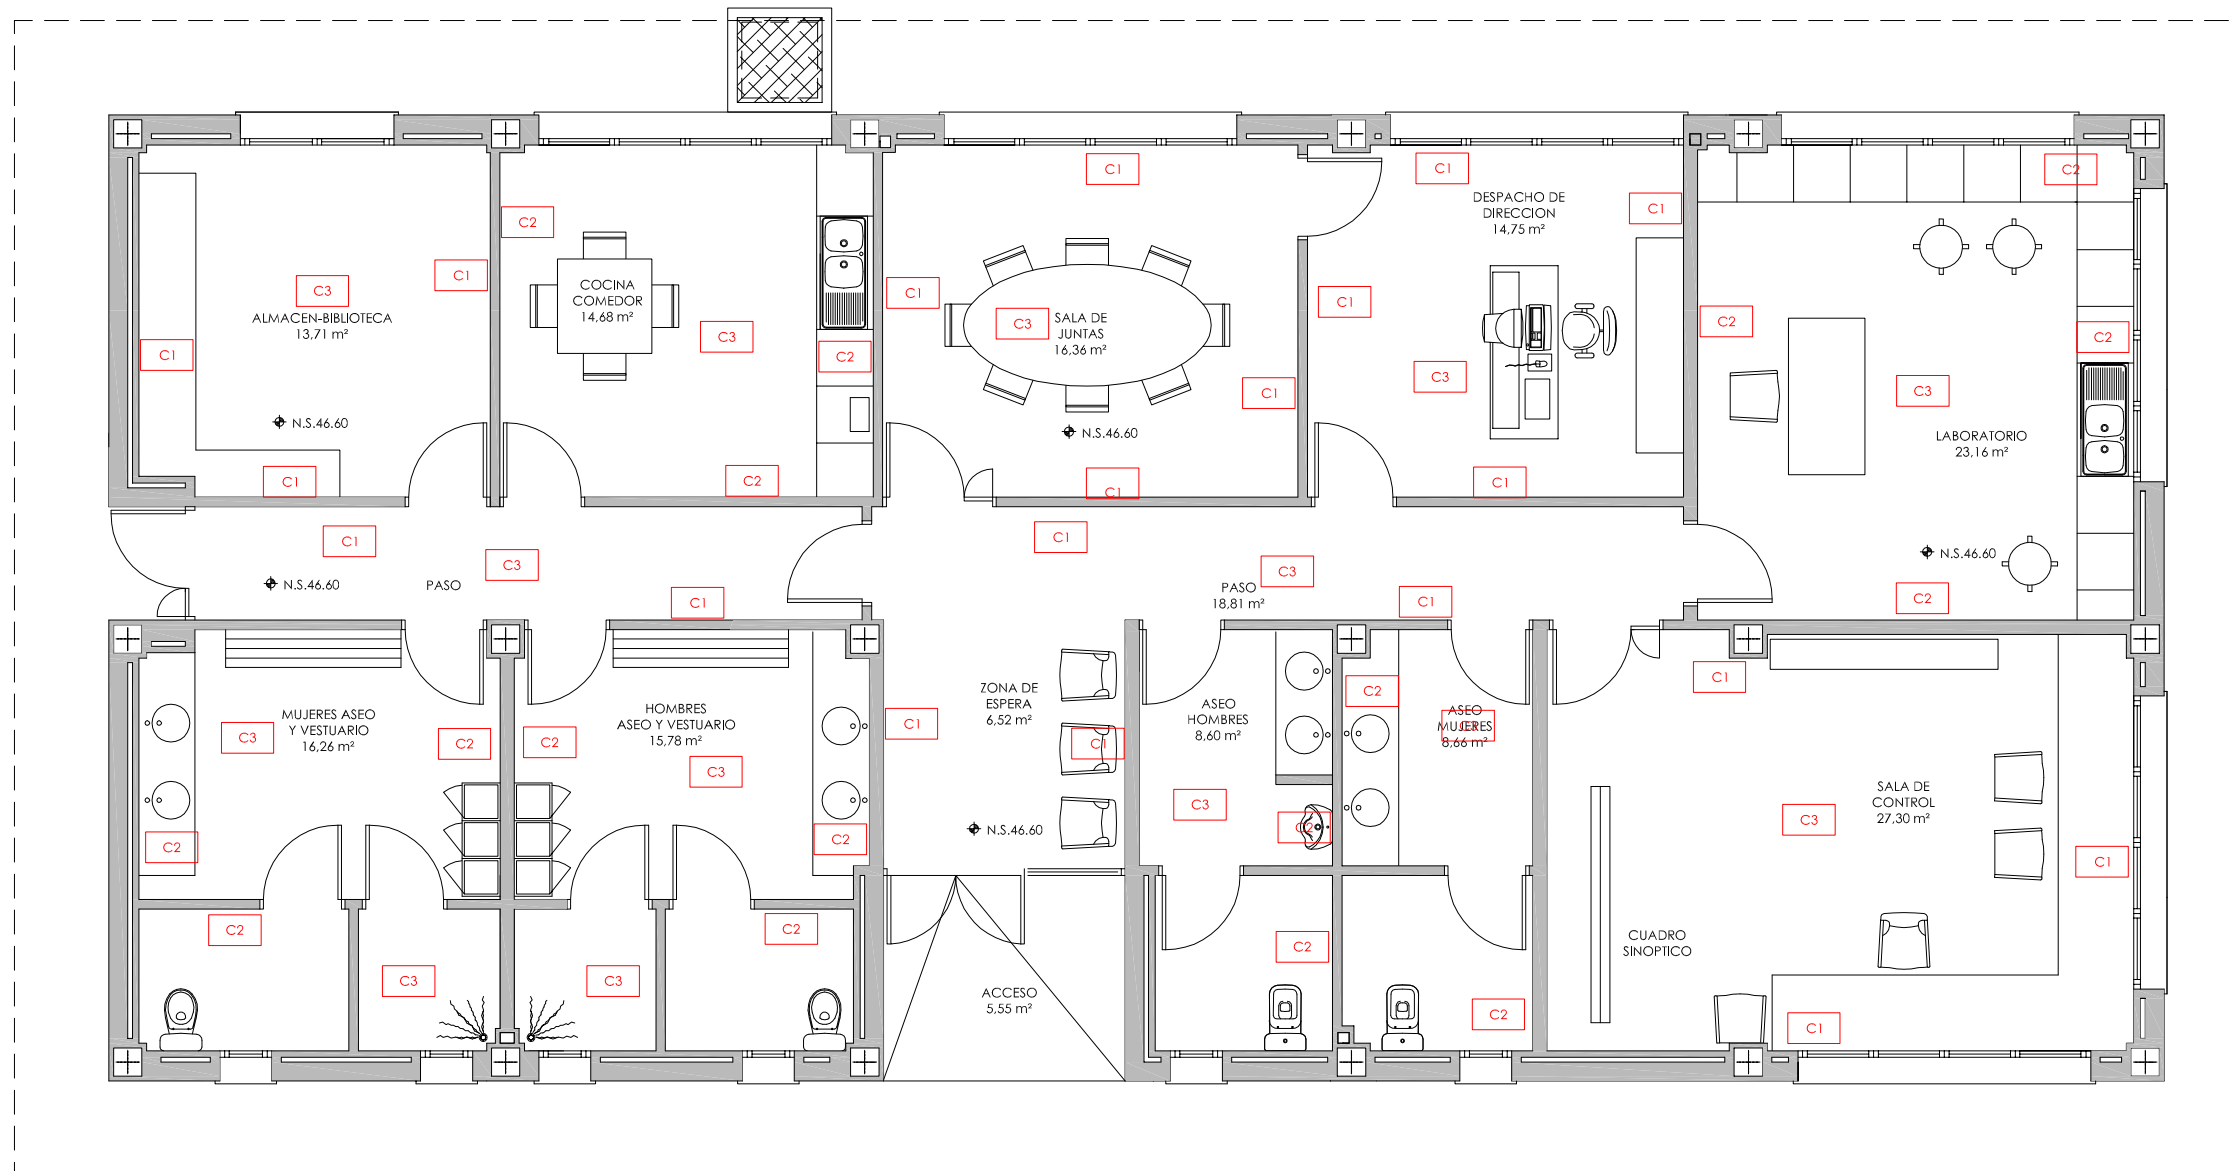 C1
C1
C2
DESPACHO DE
DIRECCION
14,75 m²
C1
C2
C1
C3
ALMACEN-BIBLIOTECA
13,71 m²
C1
C1
N.S.46.60
COCINA
COMEDOR
14,68 m²
C3
C2
C2
C1
C3
SALA DE
JUNTAS
16,36 m²
C1
N.S.46.60
C1
C1
C3
C1
C2
C2
C3
LABORATORIO
23,16 m²
N.S.46.60
C2
C1
C3
N.S.46.60
PASO
C1
C1
C3
PASO
18,81 m²
C1
MUJERES ASEO
Y VESTUARIO
16,26 m²
C3
C2
C2
HOMBRES
ASEO Y VESTUARIO
15,78 m²
C2
C3
C2
ZONA DE
ESPERA
6,52 m²
C1
C1
N.S.46.60
ASEO
HOMBRES
8,60 m²
C3
C2
C2
ASEO
MUJERES
8,66 m²
C3
C1
SALA DE
CONTROL
27,30 m²
C3
C1
C2
C3
C3
C2
ACCESO
5,55 m²
C2
C2
CUADRO
SINOPTICO
C1